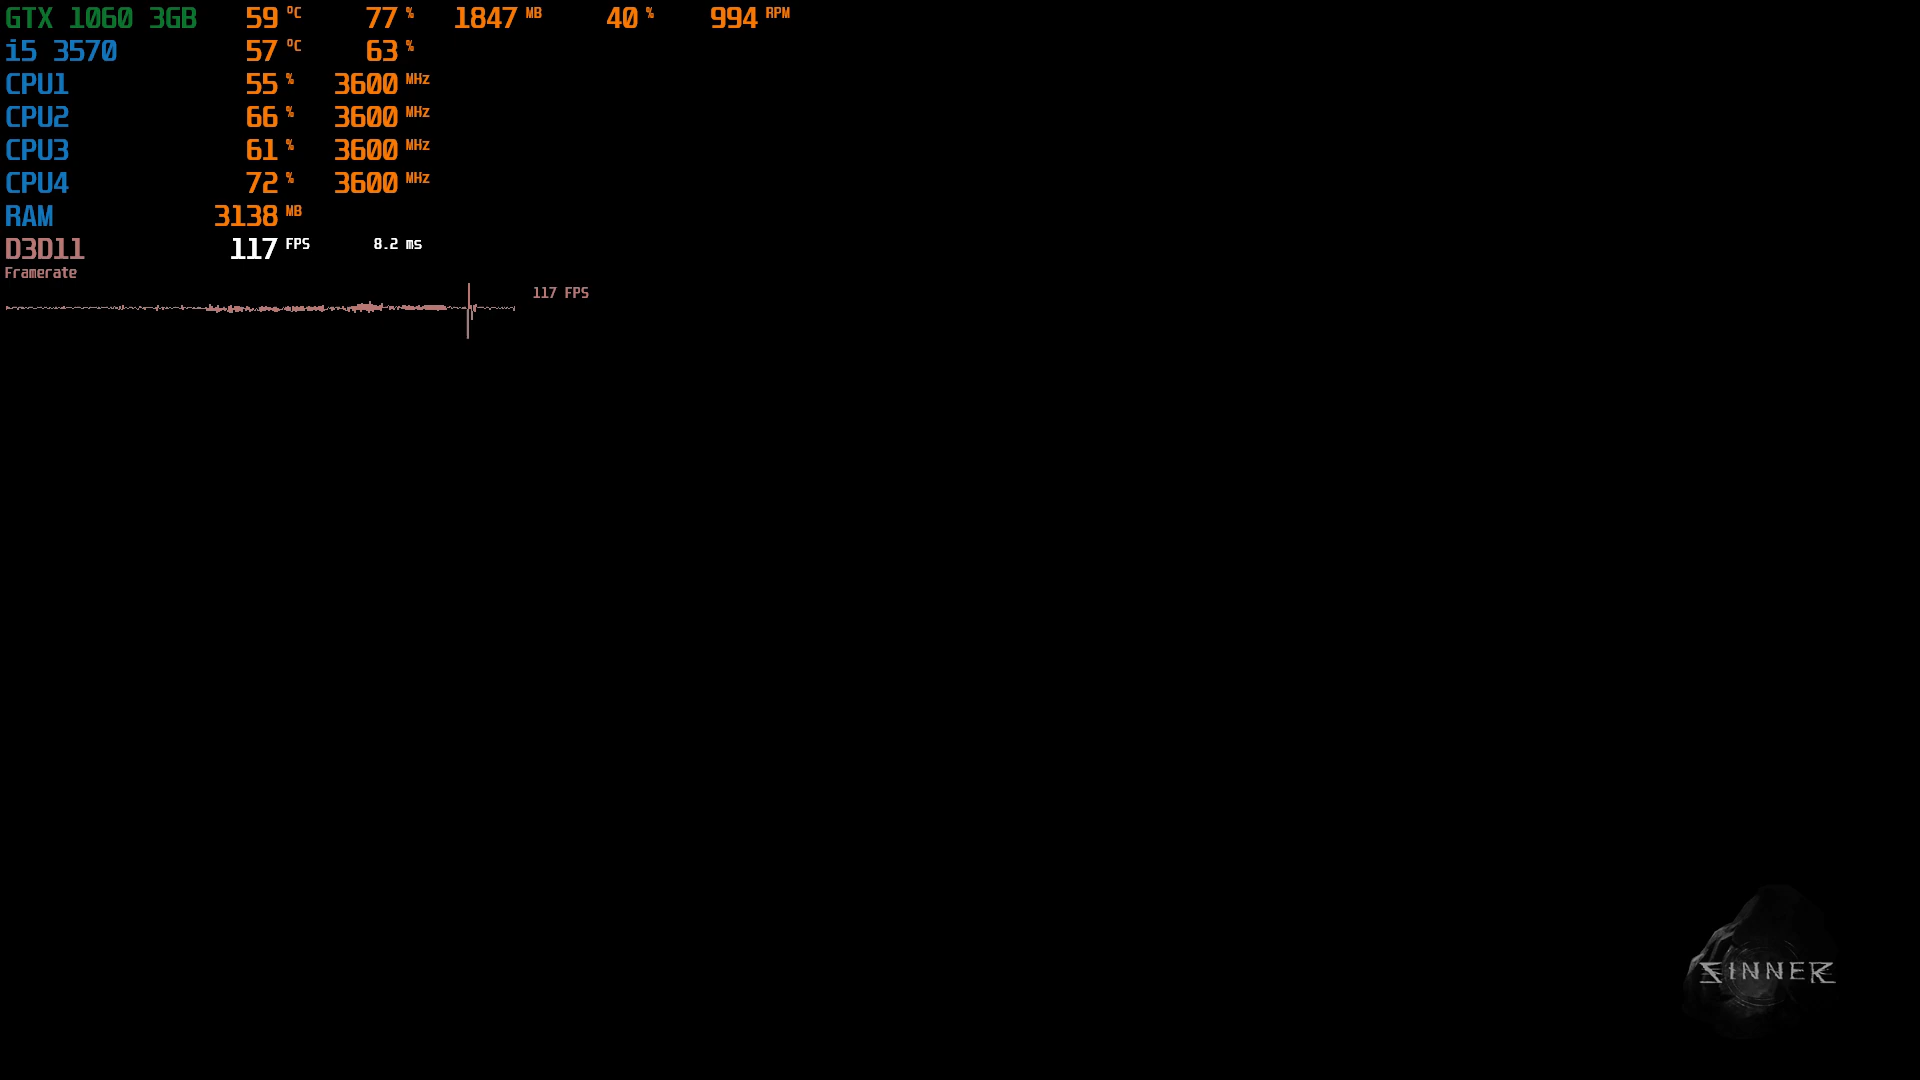 GTX 1060 3GB 59 °C 77 % 1847 MB 40 % 994 RPM
i5 3570 57 °C 63 %
CPU1 55 % 3600 MHz
CPU2 66 % 3600 MHz
CPU3 61 % 3600 MHz
CPU4 72 % 3600 MHz
RAM 3138 MB
D3D11 117 FPS 8.2 ms
Framerate
117 FPS
SINNER